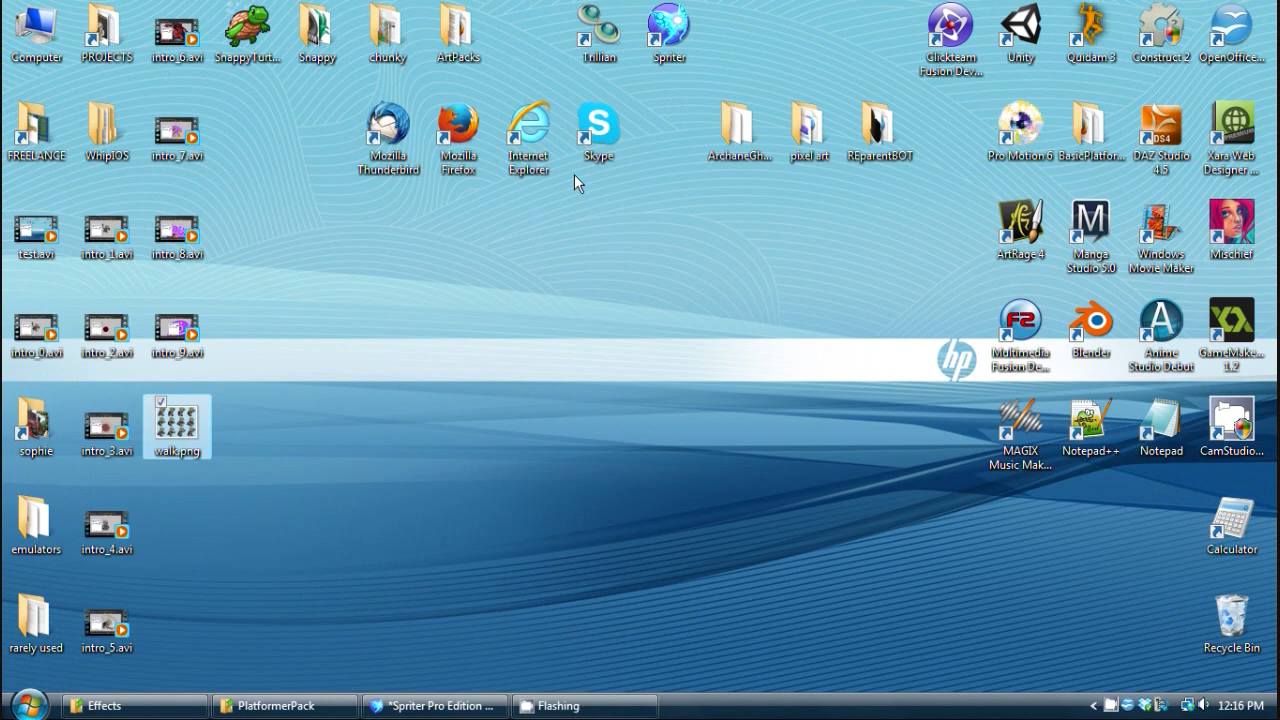 Computer
PROJECTS
intro_6.avi
SnappyTurt...
Snappy
chunky
ArtPacks
Trillian
Spriter
Clickteam
Fusion Dev...
Unity
Quidam 3
Construct 2
OpenOffice...
FREELANCE
WhipIOS
intro_7.avi
Mozilla
Thunderbird
Mozilla
Firefox
Internet
Explorer
S
Skype
ArchaneGh...
pixel art
REparentBOT
Pro Motion 6
BasicPlatfor...
DS4
DAZ Studio
4.5
PREMIUM
Xara Web
Designer ...
test.avi
intro_1.avi
intro_8.avi
ArtRage 4
M
Manga
Studio 5.0
Windows
Movie Maker
Mischief
intro_0.avi
intro_2.avi
intro_9.avi
hp
F2
Multimedia
Fusion De...
Blender
A
Anime
Studio Debut
GameMake...
1.2
sophie
intro_3.avi
walk.png
MAGIX
Music Mak...
Notepad++
Notepad
CamStudio...
emulators
intro_4.avi
Calculator
rarely used
intro_5.avi
Recycle Bin
Effects
PlatformerPack
*Spriter Pro Edition ...
Flashing
12:16 PM